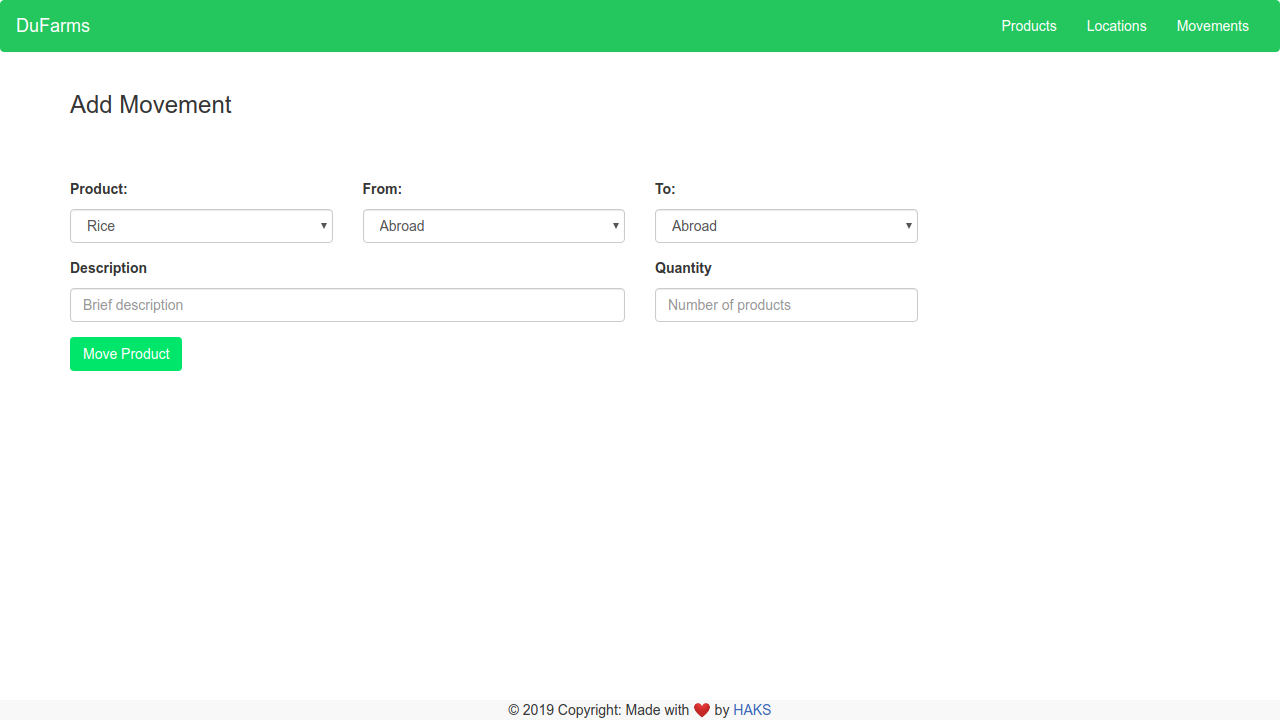 DuFarms Products Locations Movements
Add Movement
Product: From: To:
Rice Abroad Abroad
Description Quantity
Brief description Number of products
Move Product
© 2019 Copyright: Made with ❤️ by HAKS